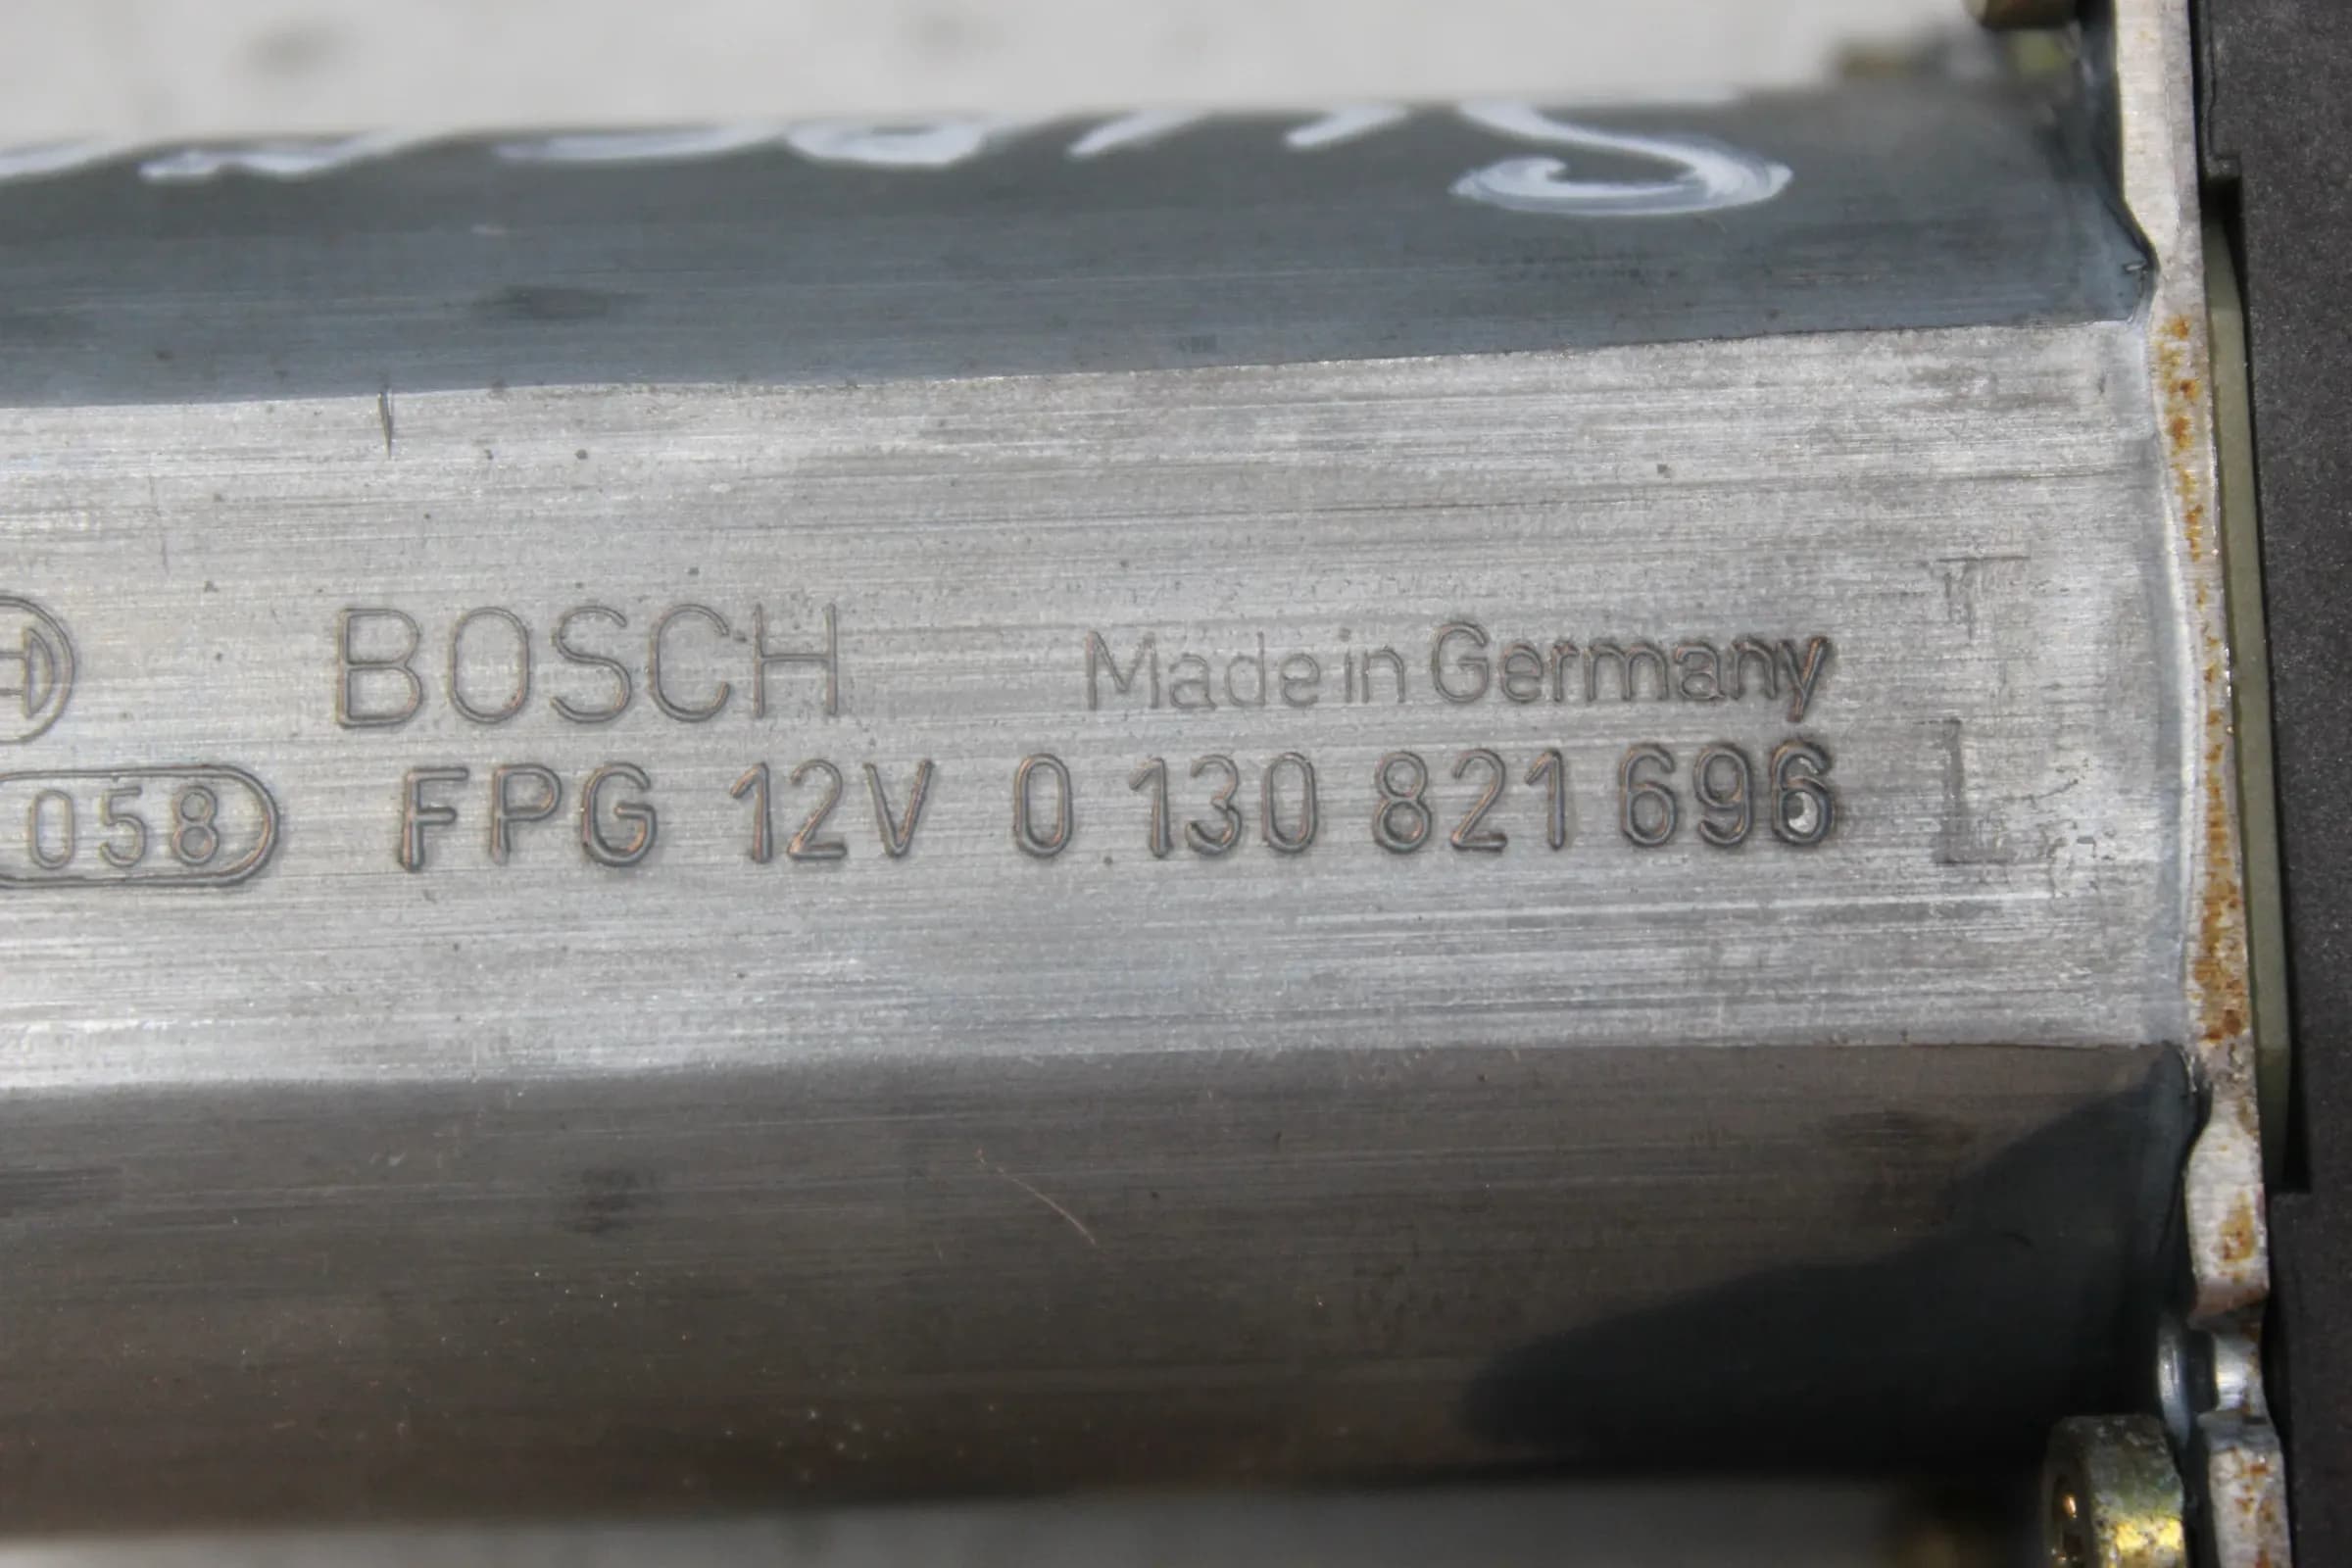 BOSCH Made in Germany
058 FPG 12V 0 130 821 696